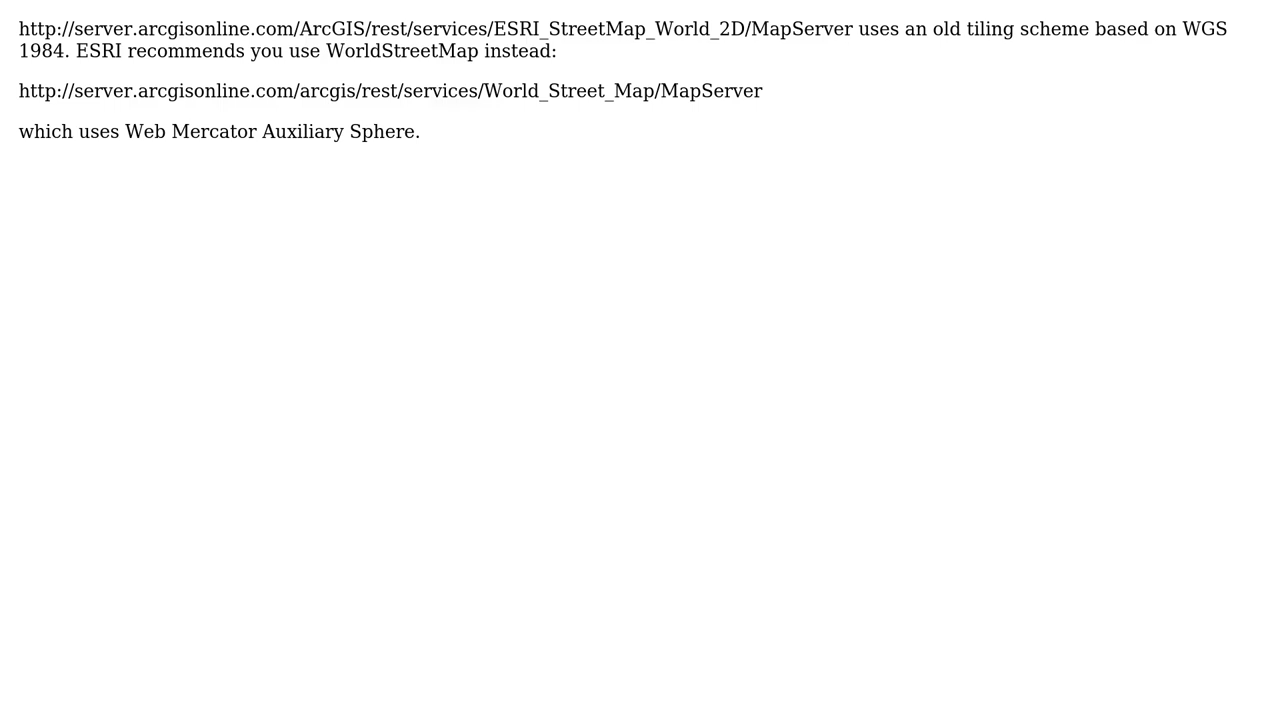 http://server.arcgisonline.com/ArcGIS/rest/services/ESRI_StreetMap_World_2D/MapServer uses an old tiling scheme based on WGS
1984. ESRI recommends you use WorldStreetMap instead:
http://server.arcgisonline.com/arcgis/rest/services/World_Street_Map/MapServer
which uses Web Mercator Auxiliary Sphere.